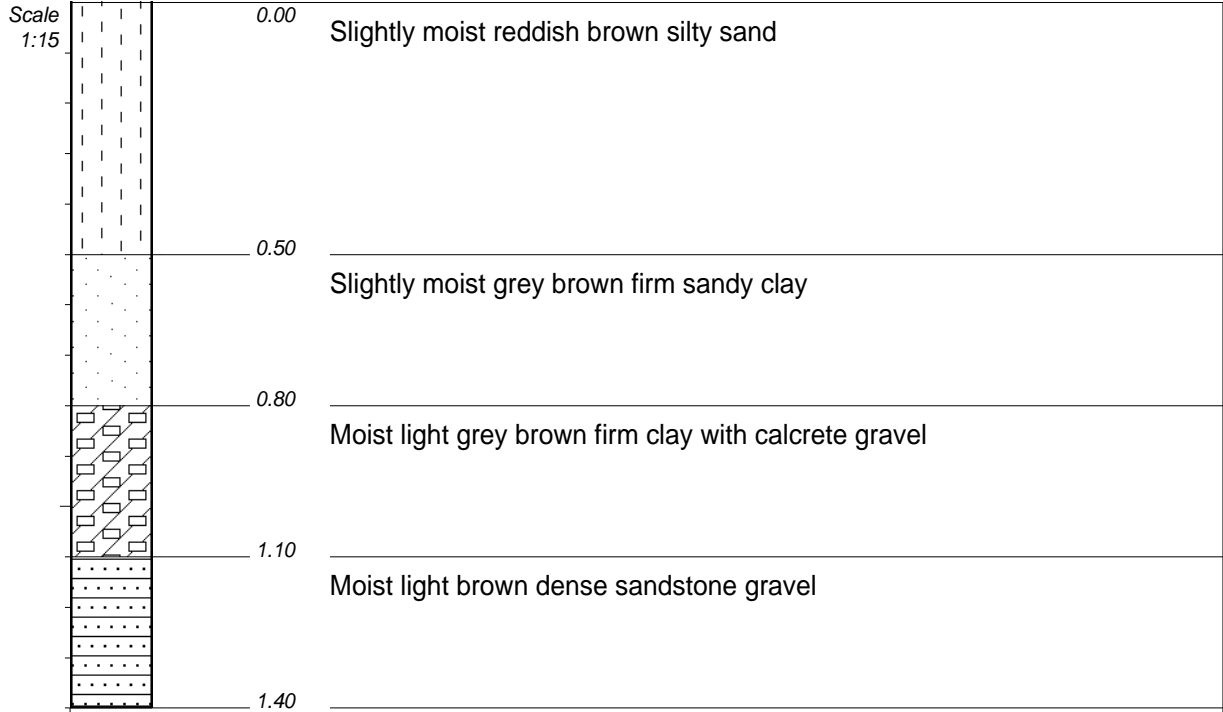 Scale
1:15
0.00
Slightly moist reddish brown silty sand
0.50
Slightly moist grey brown firm sandy clay
0.80
Moist light grey brown firm clay with calcrete gravel
1.10
Moist light brown dense sandstone gravel
1.40